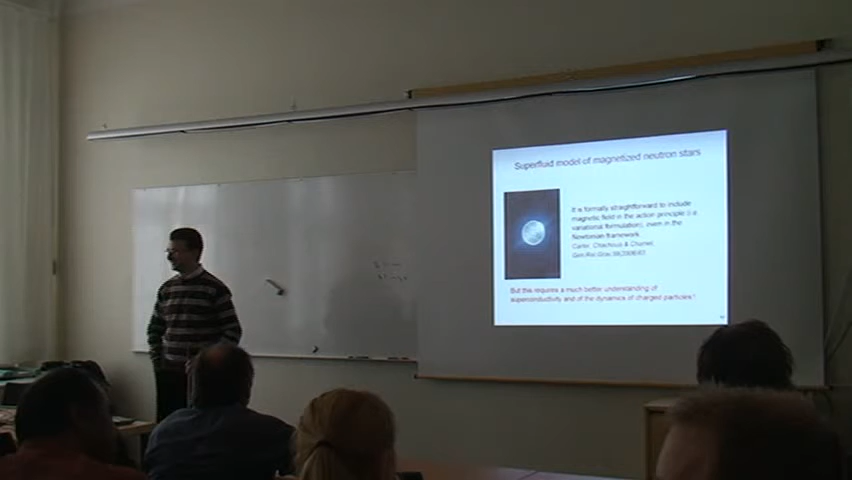 Superfluid model of magnetized neutron stars
It is formally straightforward to include
magnetic field in the action principle (i.e
variational formulation), even in the
Newtonian framework
Carter, Chachoua & Chamel,
Gen.Rel.Grav.38(2006)83
But this requires a much better understanding of
superconductivity and of the dynamics of charged particles!